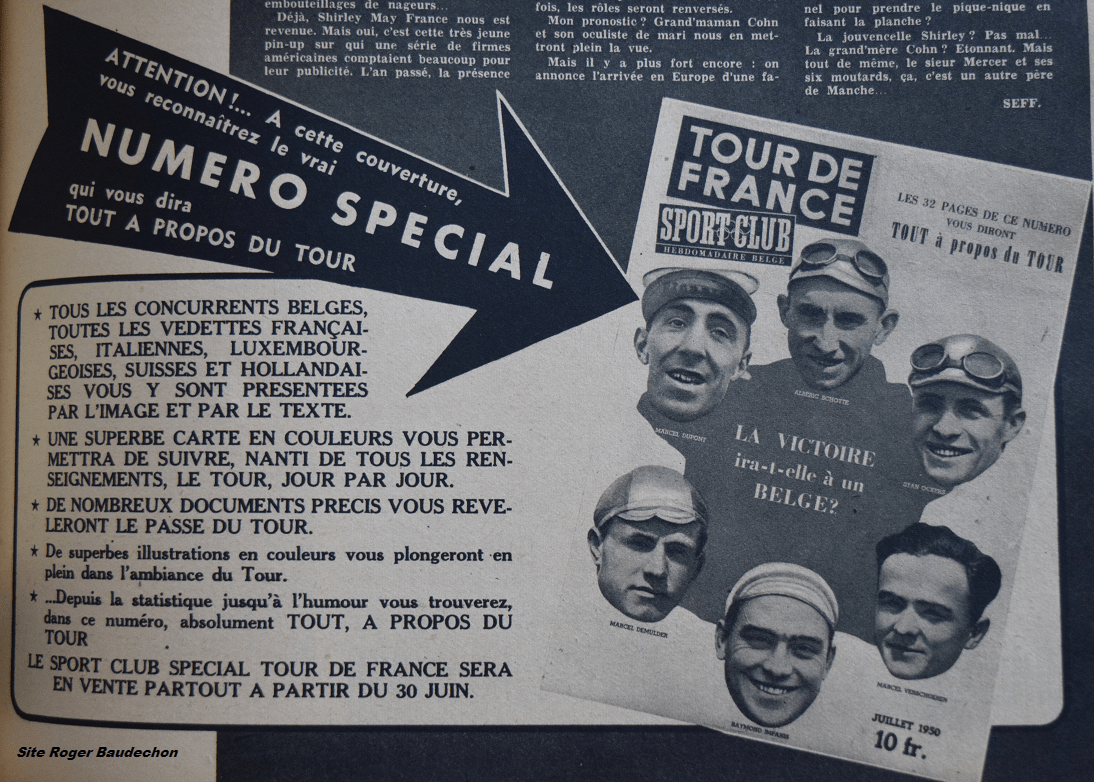 embouteillages de nageurs...
Déjà, Shirley May France nous est
revenue. Mais oui, c'est cette très jeune
pin-up sur qui une série de firmes
américaines comptaient beaucoup pour
leur publicité. L'an passé, la présence
fois, les rôles seront renversés.
Mon pronostic ? Grand'maman Cohn
et son oculiste de mari nous en met-
tront plein la vue.
Mais il y a plus fort encore : on
annonce l'arrivée en Europe d'une fa-
nel pour prendre le pique-nique en
faisant la planche ?
La jouvencelle Shirley ? Pas mal...
La grand'mère Cohn ? Etonnant. Mais
tout de même, le sieur Mercer et ses
six moutards, ça, c'est un autre père
de Manche...
SEFF.
ATTENTION !... A cette couverture,
vous reconnaîtrez le vrai
NUMERO SPECIAL
qui vous dira
TOUT A PROPOS DU TOUR
★ TOUS LES CONCURRENTS BELGES,
TOUTES LES VEDETTES FRANÇAI-
SES, ITALIENNES, LUXEMBOUR-
GEOISES, SUISSES ET HOLLANDAI-
SES VOUS Y SONT PRESENTEES
PAR L'IMAGE ET PAR LE TEXTE.
★ UNE SUPERBE CARTE EN COULEURS VOUS PER-
METTRA DE SUIVRE, NANTI DE TOUS LES REN-
SEIGNEMENTS, LE TOUR, JOUR PAR JOUR.
★ DE NOMBREUX DOCUMENTS PRECIS VOUS REVE-
LERONT LE PASSE DU TOUR.
★ De superbes illustrations en couleurs vous plongeront en
plein dans l'ambiance du Tour.
★ ...Depuis la statistique jusqu'à l'humour vous trouverez,
dans ce numéro, absolument TOUT, A PROPOS DU
TOUR
LE SPORT CLUB SPECIAL TOUR DE FRANCE SERA
EN VENTE PARTOUT A PARTIR DU 30 JUIN.
TOUR DE
FRANCE
SPORT-CLUB
HEBDOMADAIRE BELGE
LES 32 PAGES DE CE NUMERO
VOUS DIRONT
TOUT à propos du TOUR
ALBERIC SCHOTTE
MARCEL DUPONT
STAN OCKERS
LA VICTOIRE
ira-t-elle à un
BELGE?
MARCEL DEMULDER
MARCEL VERSCHUEREN
RAYMOND IMPANIS
JUILLET 1950
10 fr.
Site Roger Baudechon